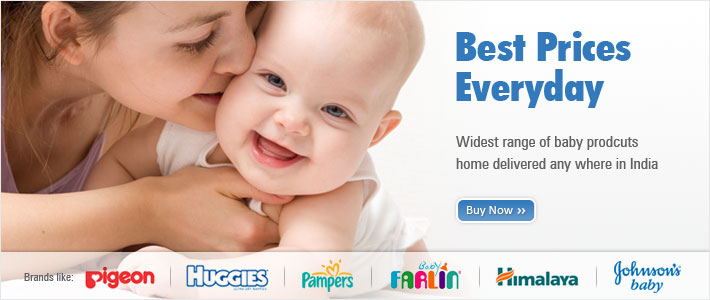 Best Prices
Everyday
Widest range of baby prodcuts
home delivered any where in India
Buy Now ››
Brands like: pigeon HUGGIES Pampers Baby FARLIN Himalaya Johnson's baby